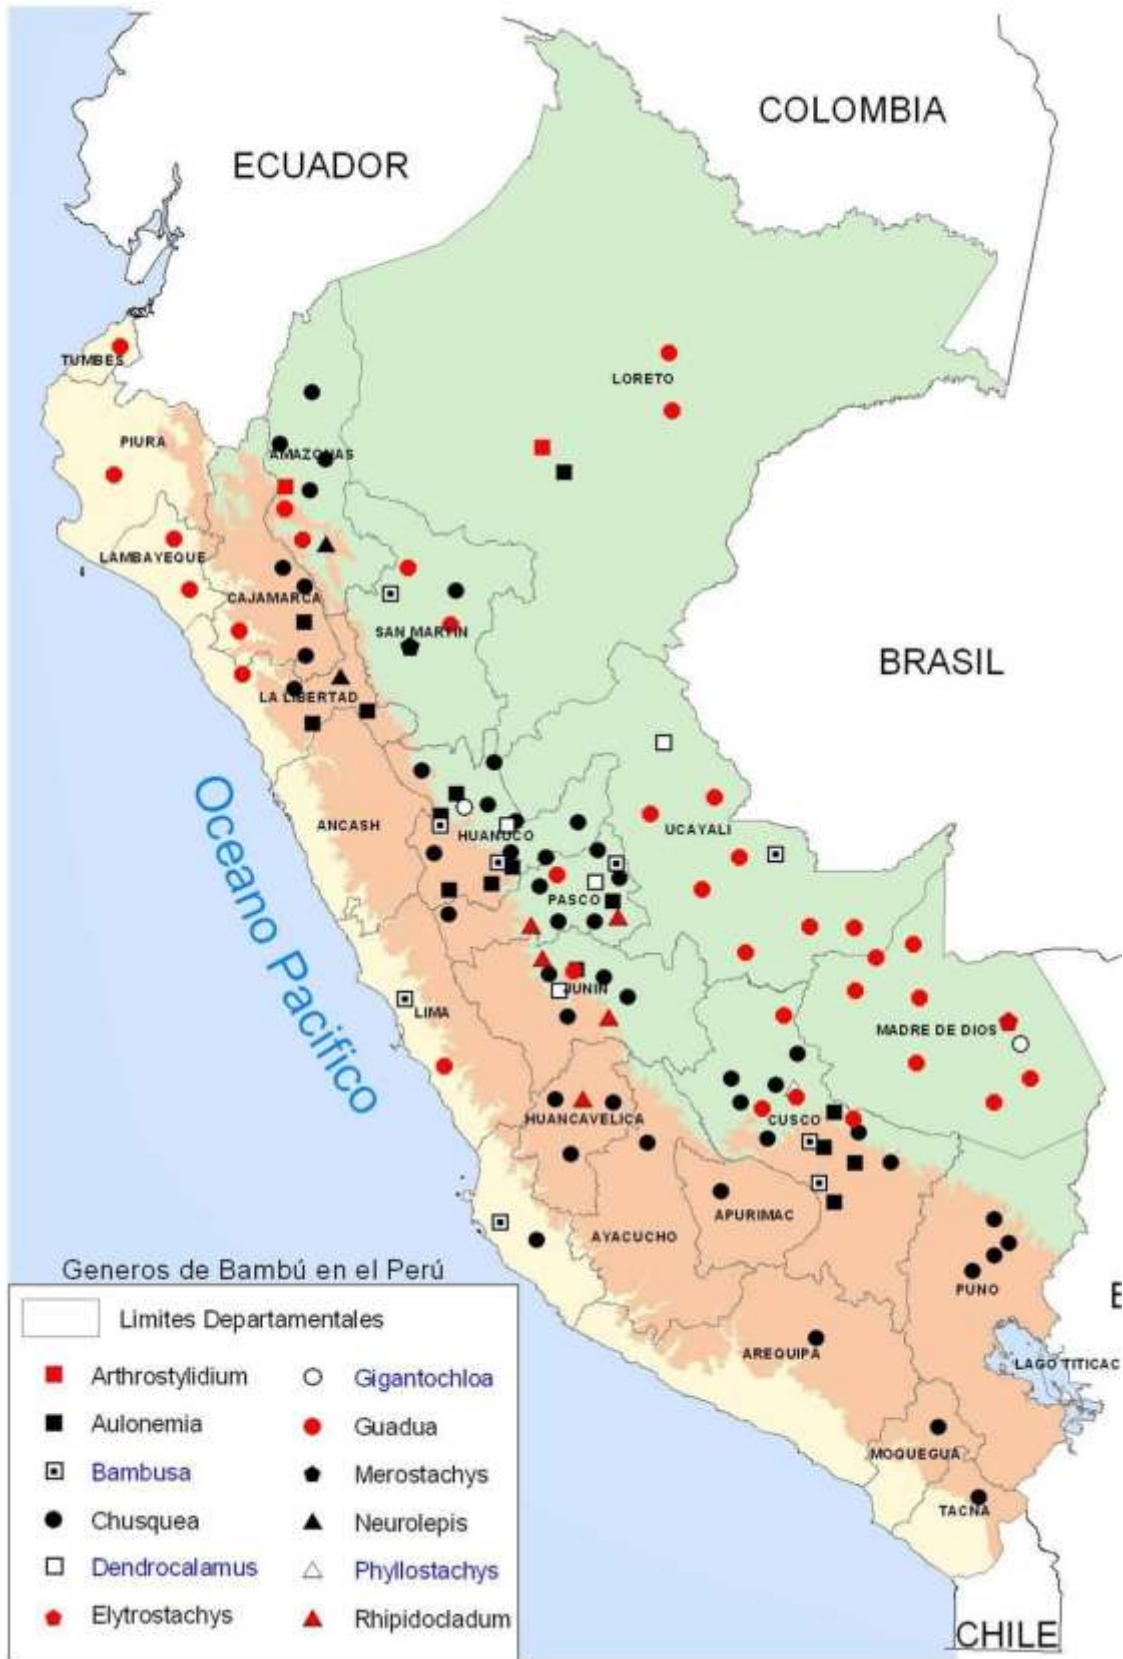 COLOMBIA
ECUADOR
TUMBES
LORETO
PIURA
AMAZONAS
LAMBAYEQUE
CAJAMARCA
SAN MARTIN
BRASIL
LA LIBERTAD
Oceano Pacifico
ANCASH
HUANUCO
UCAYALI
PASCO
JUNIN
LIMA
MADRE DE DIOS
HUANCAVELICA
CUSCO
APURIMAC
AYACUCHO
PUNO
AREQUIPA
LAGO TITICAC
MOQUEGUA
TACNA
CHILE
Generos de Bambú en el Perú
Limites Departamentales
Arthrostylidium
Aulonemia
Bambusa
Chusquea
Dendrocalamus
Elytrostachys
Gigantochloa
Guadua
Merostachys
Neurolepis
Phyllostachys
Rhipidocladum